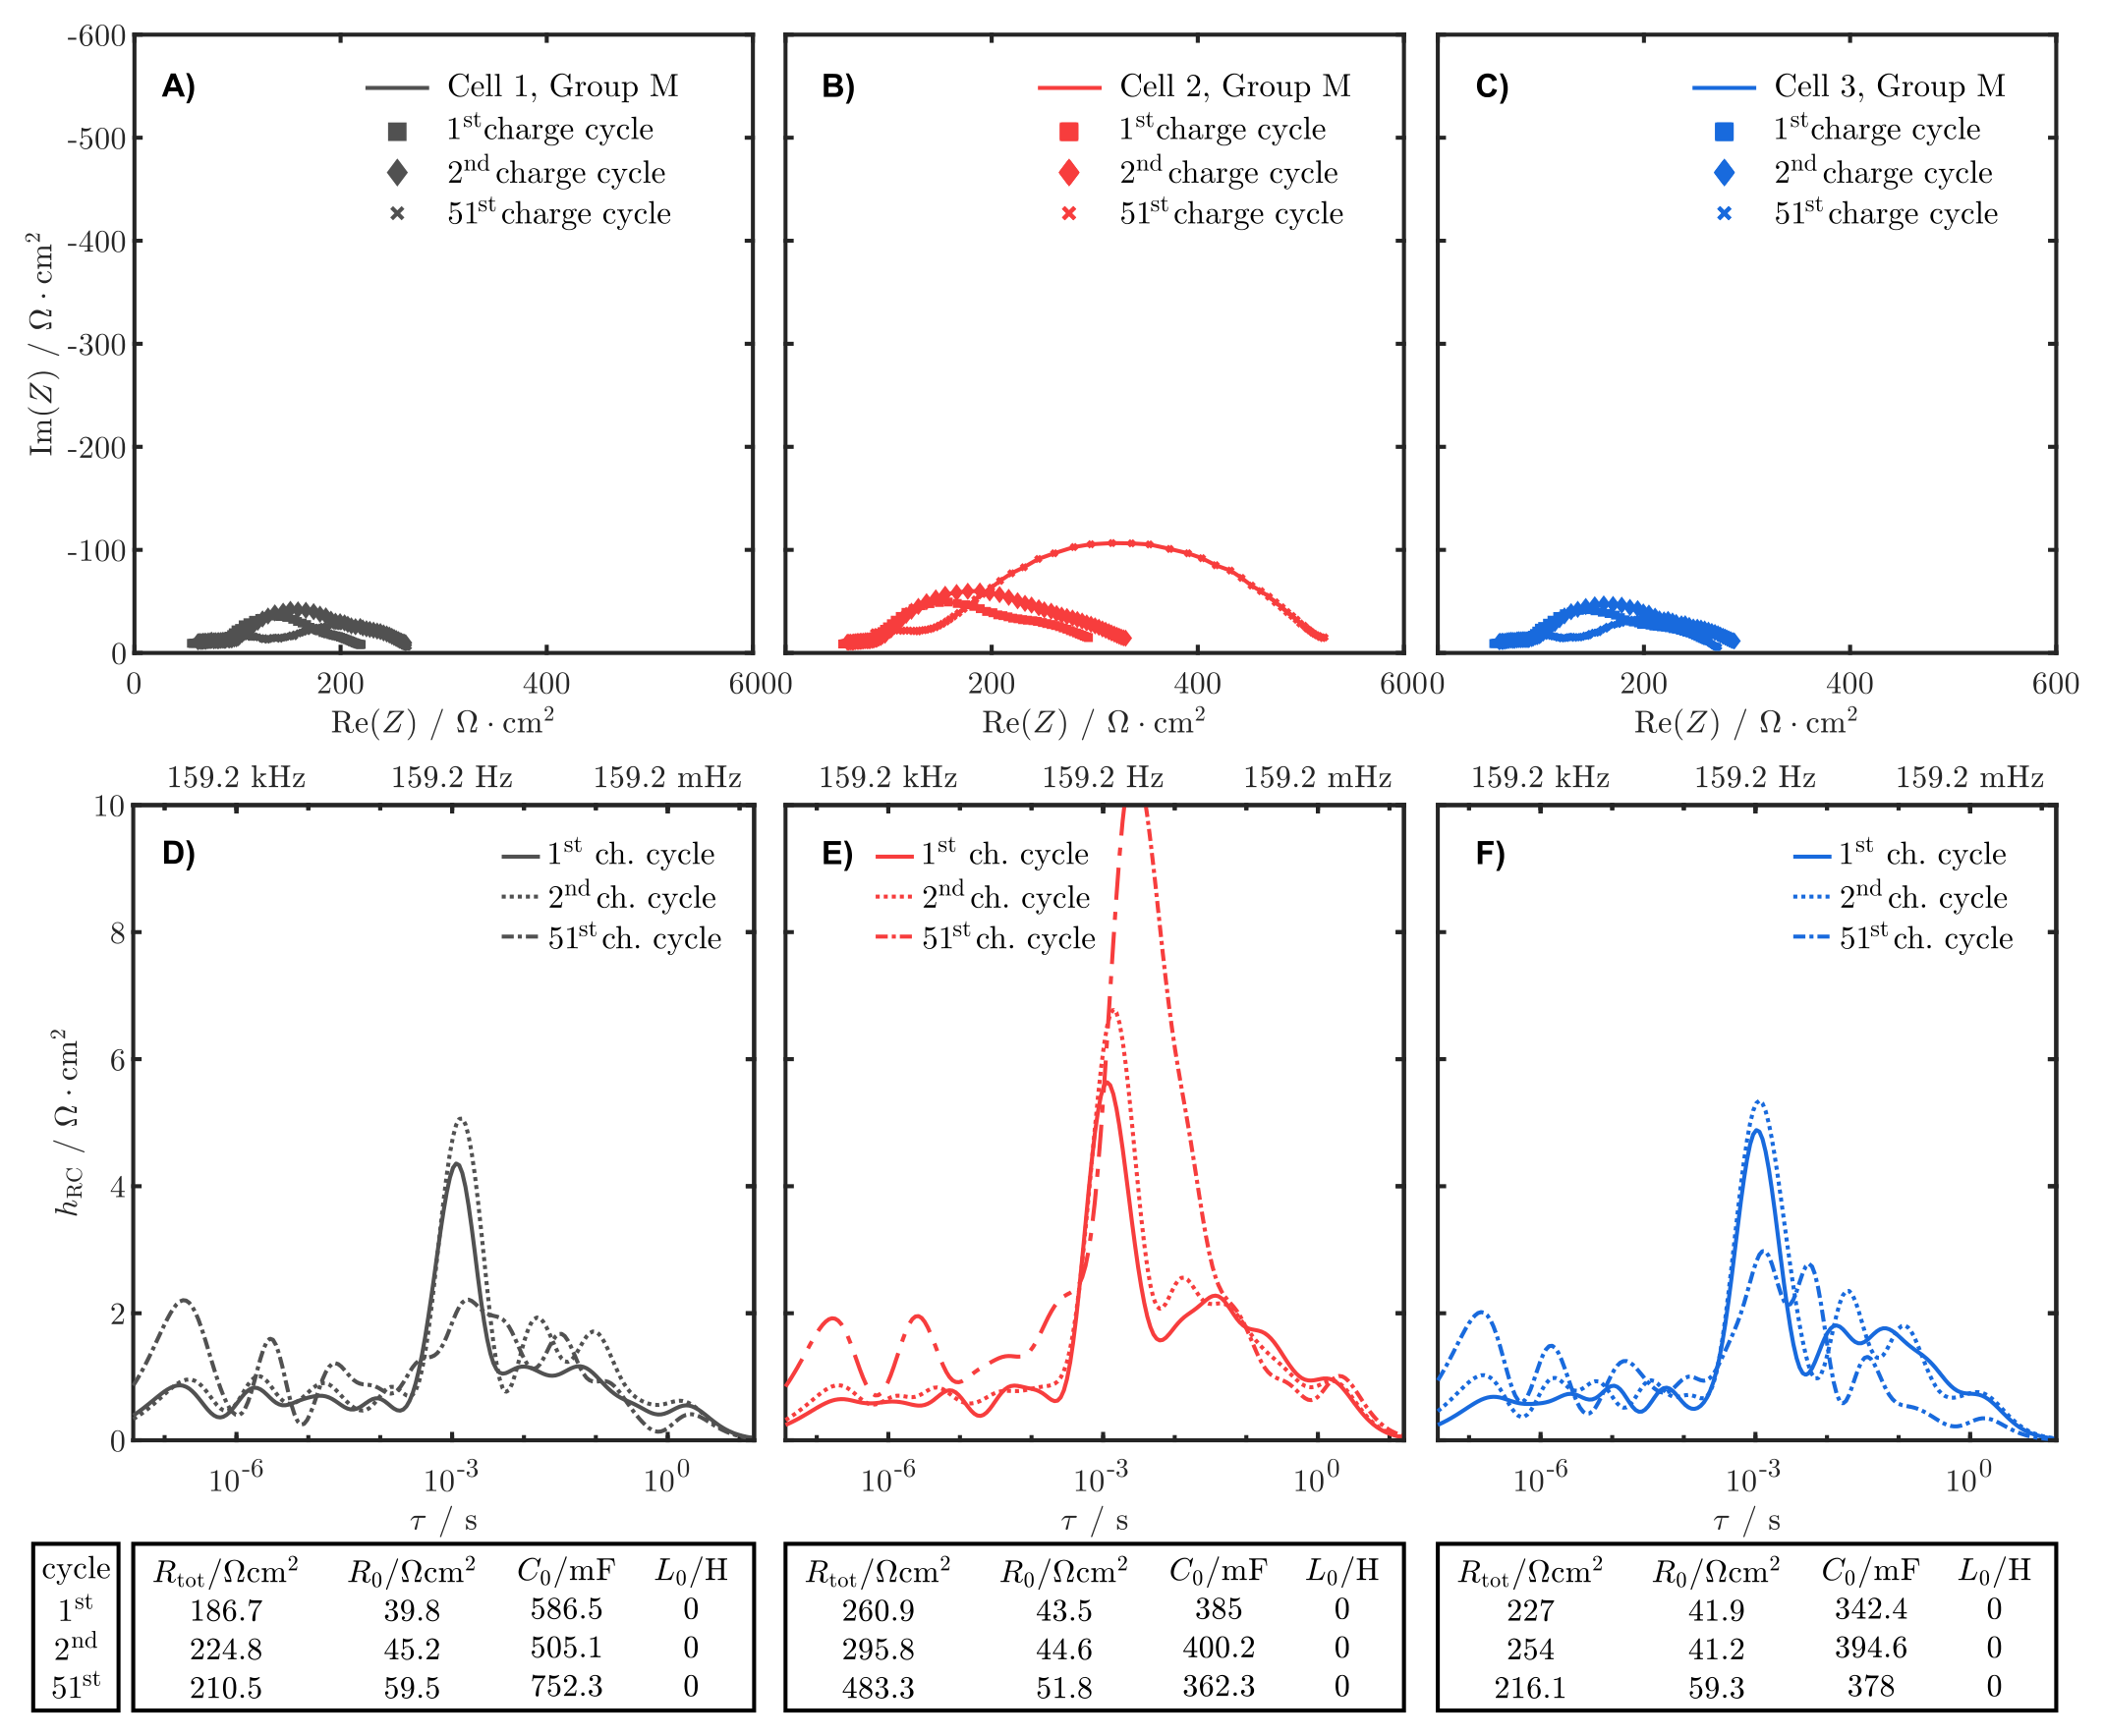 -600
-500
-400
-300
-200
-100
0
Im(Z) / Ω · cm²
A)
Cell 1, Group M
1st charge cycle
2nd charge cycle
51st charge cycle
B)
Cell 2, Group M
1st charge cycle
2nd charge cycle
51st charge cycle
C)
Cell 3, Group M
1st charge cycle
2nd charge cycle
51st charge cycle
0 200 400 6000 200 400 6000 200 400 600
Re(Z) / Ω · cm² Re(Z) / Ω · cm² Re(Z) / Ω · cm²
159.2 kHz 159.2 Hz 159.2 mHz 159.2 kHz 159.2 Hz 159.2 mHz 159.2 kHz 159.2 Hz 159.2 mHz
10
8
6
4
2
0
hRC / Ω · cm²
D)
1st ch. cycle
2nd ch. cycle
51st ch. cycle
E)
1st ch. cycle
2nd ch. cycle
51st ch. cycle
F)
1st ch. cycle
2nd ch. cycle
51st ch. cycle
10-6 10-3 100 10-6 10-3 100 10-6 10-3 100
τ / s τ / s τ / s
cycle Rtot/Ωcm² R0/Ωcm² C0/mF L0/H Rtot/Ωcm² R0/Ωcm² C0/mF L0/H Rtot/Ωcm² R0/Ωcm² C0/mF L0/H
1st 186.7 39.8 586.5 0 260.9 43.5 385 0 227 41.9 342.4 0
2nd 224.8 45.2 505.1 0 295.8 44.6 400.2 0 254 41.2 394.6 0
51st 210.5 59.5 752.3 0 483.3 51.8 362.3 0 216.1 59.3 378 0